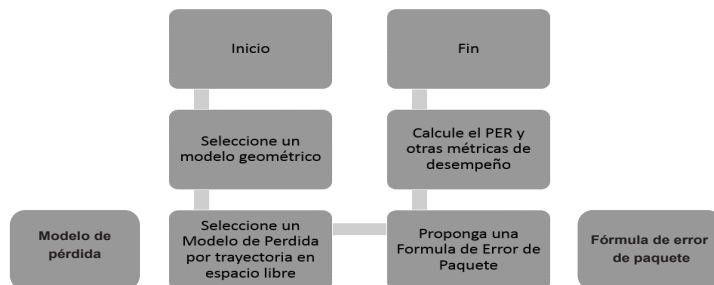 Inicio
Fin
Seleccione un
modelo geométrico
Calcule el PER y
otras métricas de
desempeño
Modelo de
pérdida
Seleccione un
Modelo de Perdida
por trayectoria en
espacio libre
Proponga una
Formula de Error de
Paquete
Fórmula de error
de paquete